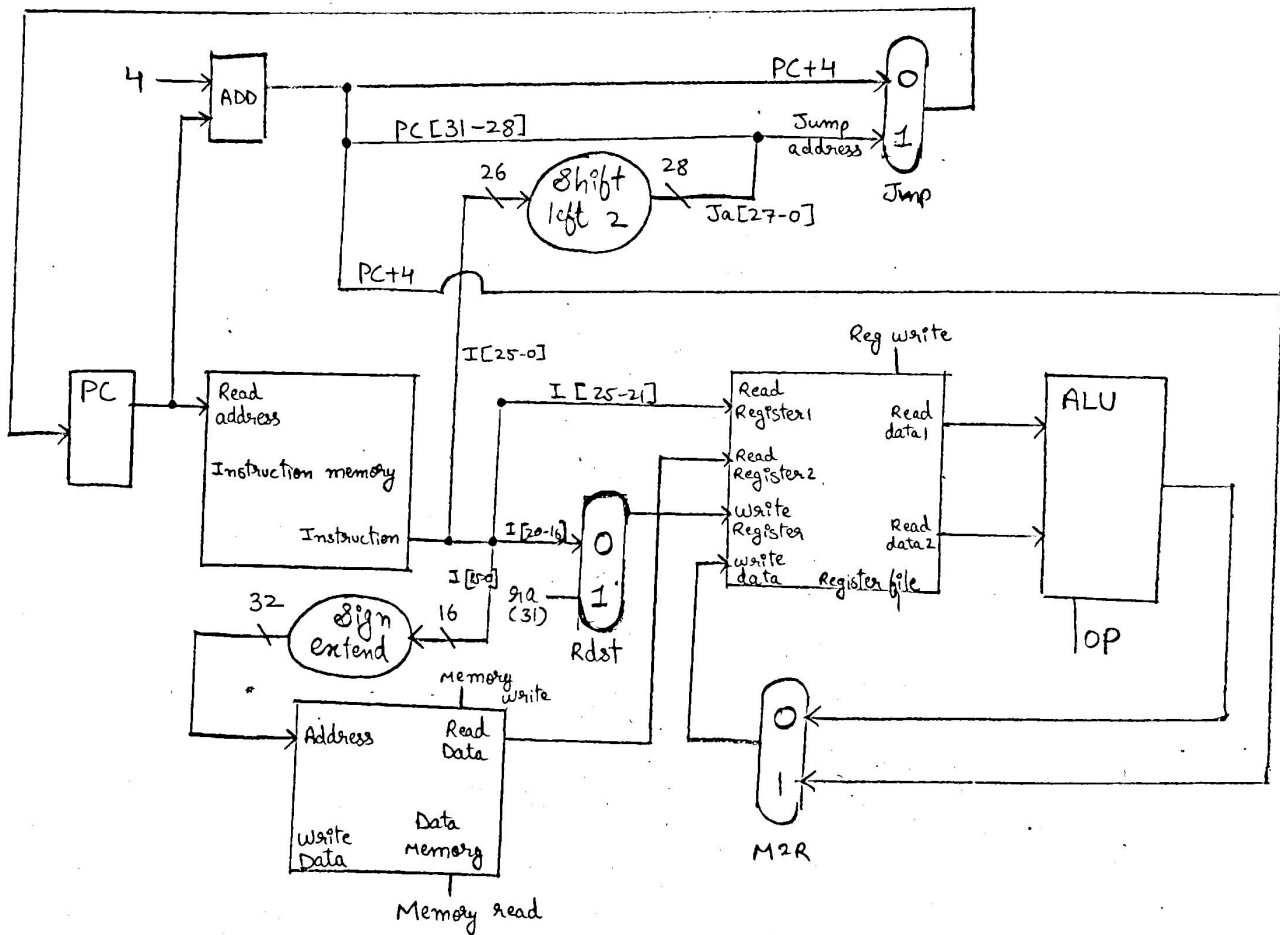 4
ADD
PC+4
0
PC[31-28]
Jump
address
1
Jmp
26
Shift
left 2
28
Ja[27-0]
PC+4
I[25-0]
Reg write
PC
Read
address
Instruction memory
Instruction
I [25-21]
Read
Register1
Read
Register2
Write
Register
write
data
Register file
Read
data1
Read
data2
ALU
OP
I[20-16]
0
1
ra
(31)
Rdst
32
Sign
extend
16
Memory
write
Address
Read
Data
Write
Data
Data
Memory
Memory read
0
1
M2R